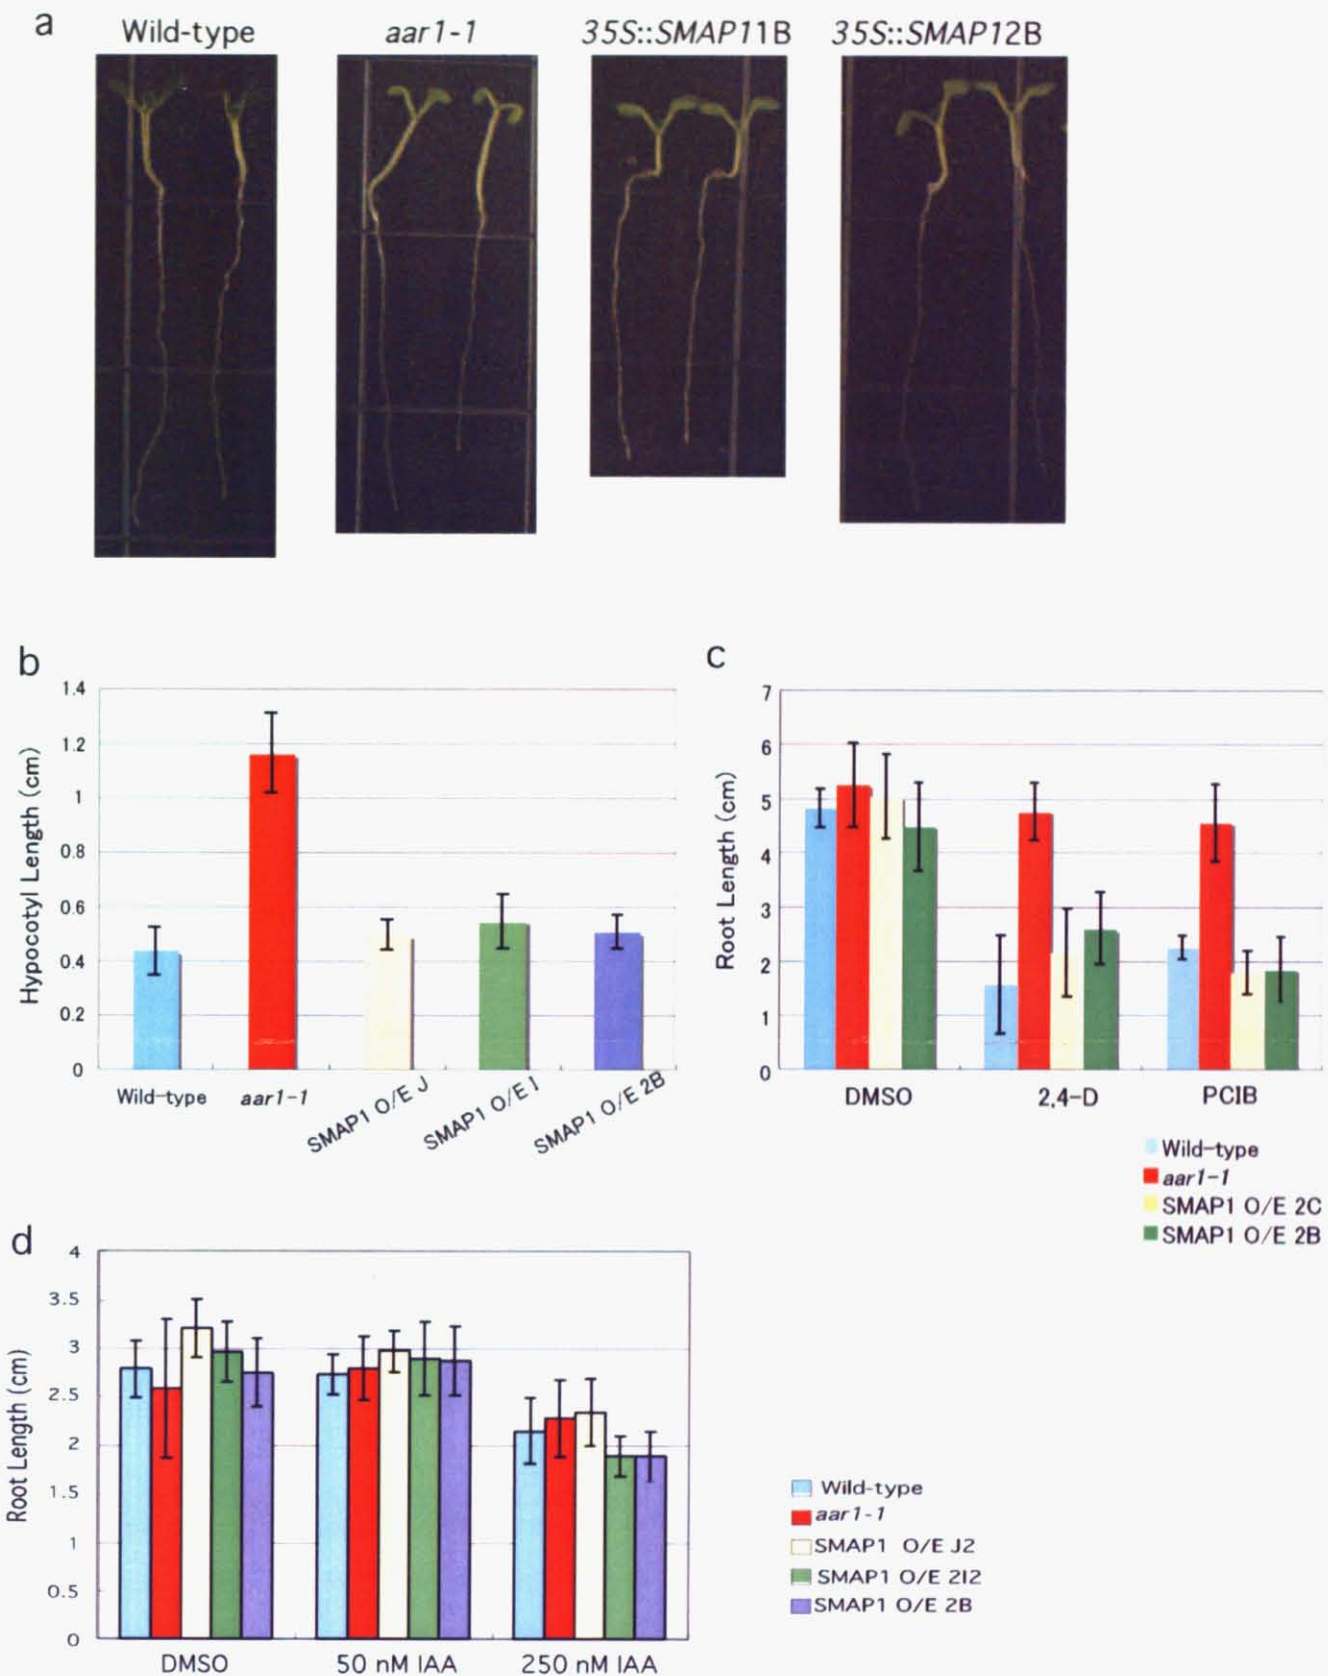 a
Wild-type aar1-1 35S::SMAP11B 35S::SMAP12B
b
1.4
1.2
1
0.8
0.6
0.4
0.2
0
Hypocotyl Length (cm)
Wild-type aar1-1 SMAP1 O/E J SMAP1 O/E I SMAP1 O/E 2B
c
7
6
5
4
3
2
1
0
Root Length (cm)
DMSO 2,4-D PCIB
Wild-type
aar1-1
SMAP1 O/E 2C
SMAP1 O/E 2B
d
4
3.5
3
2.5
2
1.5
1
0.5
0
Root Length (cm)
DMSO 50 nM IAA 250 nM IAA
Wild-type
aar1-1
SMAP1 O/E J2
SMAP1 O/E 2I2
SMAP1 O/E 2B